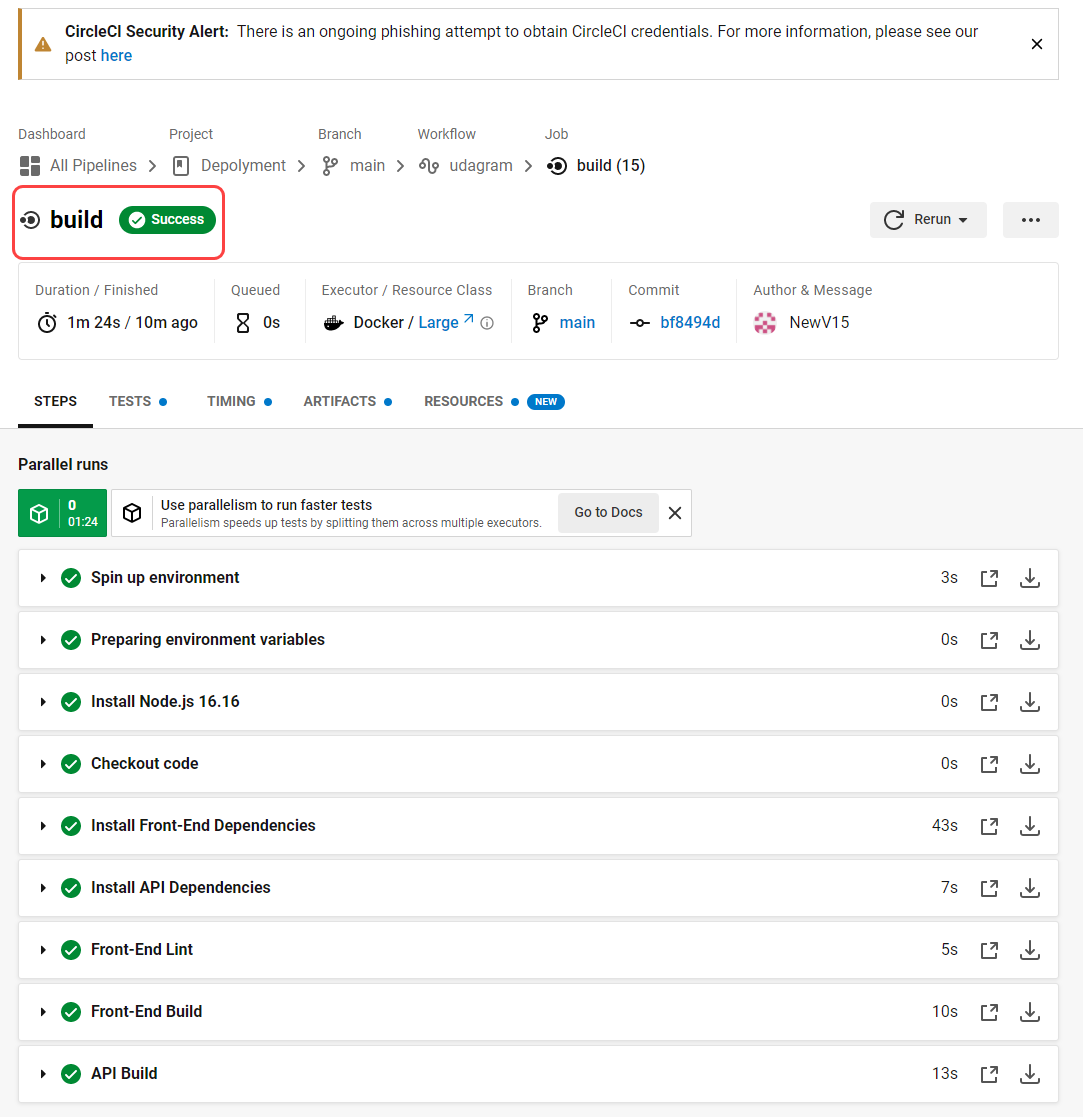 CircleCI Security Alert: There is an ongoing phishing attempt to obtain CircleCI credentials. For more information, please see our
post here
Dashboard Project Branch Workflow Job
All Pipelines Depolyment main udagram build (15)
build Success Rerun
Duration / Finished Queued Executor / Resource Class Branch Commit Author & Message
1m 24s / 10m ago 0s Docker / Large main bf8494d NewV15
STEPS TESTS TIMING ARTIFACTS RESOURCES NEW
Parallel runs
0
01:24
Use parallelism to run faster tests
Parallelism speeds up tests by splitting them across multiple executors.
Go to Docs
Spin up environment 3s
Preparing environment variables 0s
Install Node.js 16.16 0s
Checkout code 0s
Install Front-End Dependencies 43s
Install API Dependencies 7s
Front-End Lint 5s
Front-End Build 10s
API Build 13s